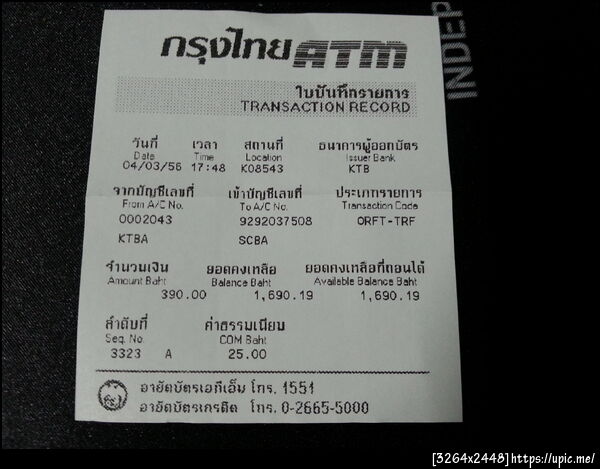 กรุงไทย ATM
INDEP
ใบบันทึกรายการ
TRANSACTION RECORD
วันที่ เวลา สถานที่ ธนาคารผู้ออกบัตร
Date Time Location Issuer Bank
04/03/56 17:48 K08543 KTB
จากบัญชีเลขที่ เข้าบัญชีเลขที่ ประเภทรายการ
From A/C No. To A/C No. Transaction Code
0002043 9292037508 ORFT-TRF
KTBA SCBA
จำนวนเงิน ยอดคงเหลือ ยอดคงเหลือที่ถอนได้
Amount Baht Balance Baht Available Balance Baht
390.00 1,690.19 1,690.19
ลำดับที่ ค่าธรรมเนียม
Seq. No. COM Baht
3323 A 25.00
อายัดบัตรเอทีเอ็ม โทร. 1551
อายัดบัตรเครดิต โทร. 0-2665-5000
[3264x2448]https://upic.me/